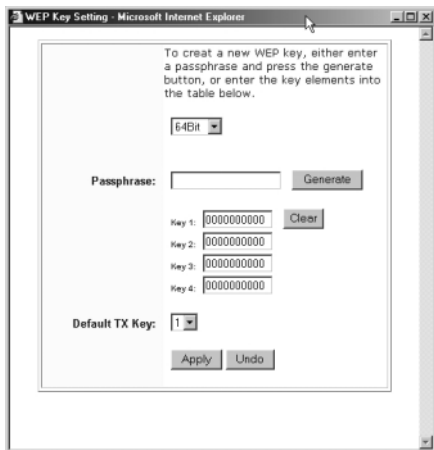 WEP Key Setting - Microsoft Internet Explorer
To creat a new WEP key, either enter
a passphrase and press the generate
button, or enter the key elements into
the table below.
64Bit
Passphrase: Generate
Key 1: 0000000000 Clear
Key 2: 0000000000
Key 3: 0000000000
Key 4: 0000000000
Default TX Key: 1
Apply Undo